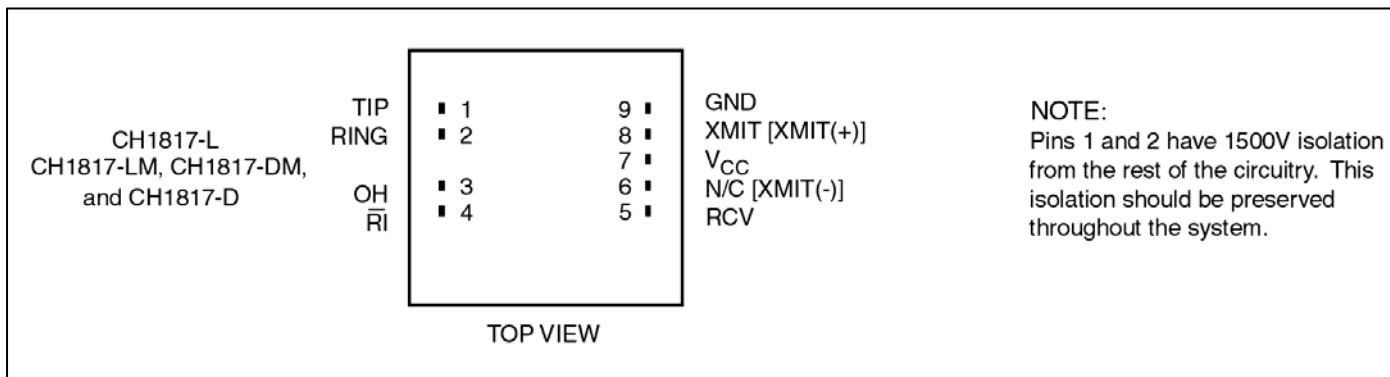 CH1817-L
CH1817-LM, CH1817-DM,
and CH1817-D
TIP
RING
OH
R̅I̅
1
2
3
4
9
8
7
6
5
GND
XMIT [XMIT(+)]
VCC
N/C [XMIT(-)]
RCV
TOP VIEW
NOTE:
Pins 1 and 2 have 1500V isolation
from the rest of the circuitry. This
isolation should be preserved
throughout the system.